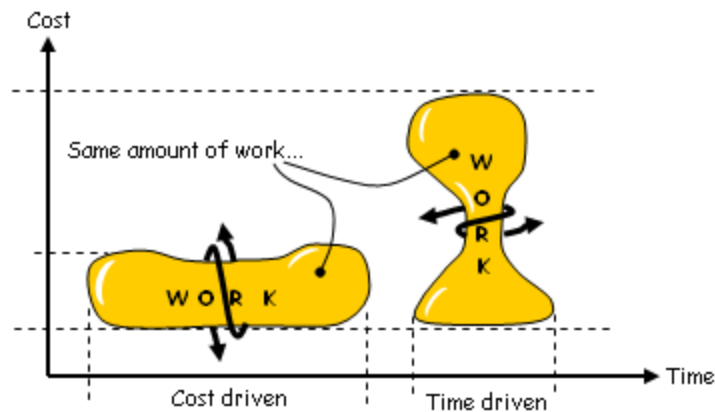 Cost
Same amount of work...
W
O
R
K
W O R K
Time
Cost driven
Time driven